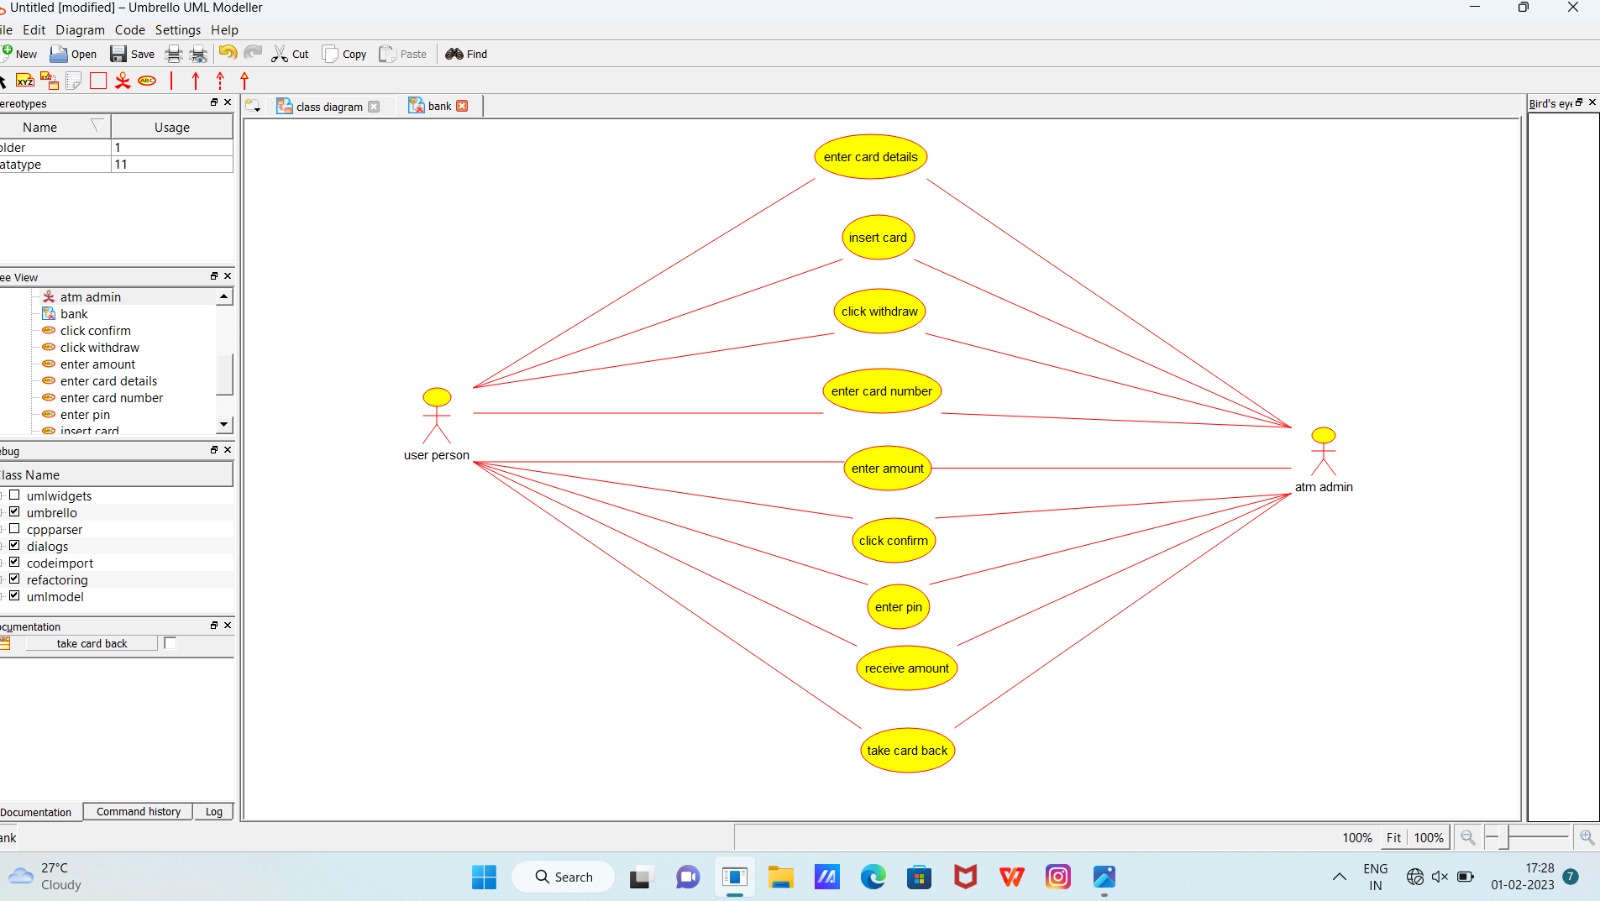 Untitled [modified] – Umbrello UML Modeller
ile Edit Diagram Code Settings Help
New Open Save Cut Copy Paste Find
XYZ ABC
ereotypes
class diagram bank
Bird's eye
Name Usage
older 1
atatype 11
ee View
atm admin
bank
click confirm
click withdraw
enter amount
enter card details
enter card number
enter pin
insert card
ebug
lass Name
umlwidgets
umbrello
cppparser
dialogs
codeimport
refactoring
umlmodel
ocumentation
take card back
Documentation Command history Log
enter card details
insert card
click withdraw
enter card number
user person
enter amount
atm admin
click confirm
enter pin
receive amount
take card back
ank
100% Fit 100%
27°C
Cloudy
Search
ENG
IN
17:28
01-02-2023
7